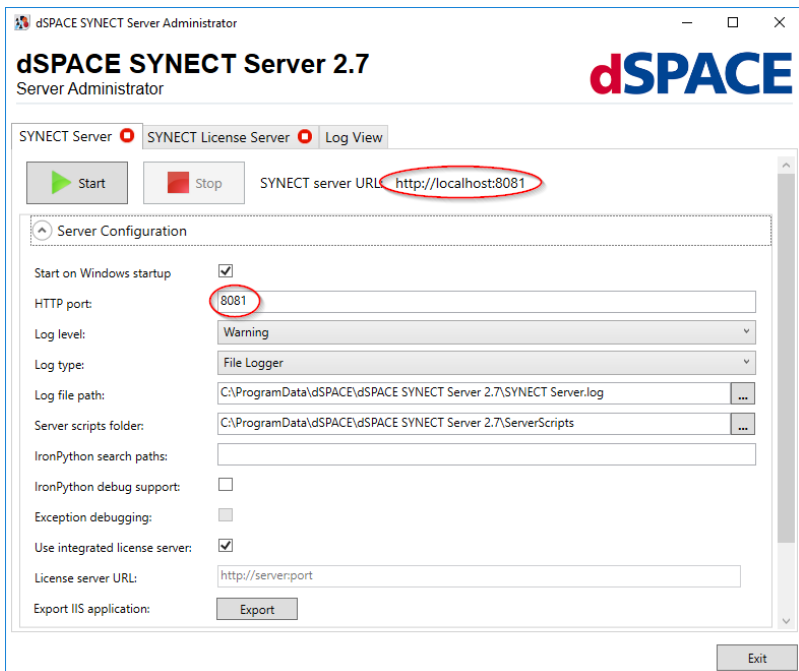 dSPACE SYNECT Server Administrator
dSPACE SYNECT Server 2.7
Server Administrator
dSPACE
SYNECT Server SYNECT License Server Log View
Start Stop SYNECT server URL: http://localhost:8081
Server Configuration
Start on Windows startup
HTTP port: 8081
Log level: Warning
Log type: File Logger
Log file path: C:\ProgramData\dSPACE\dSPACE SYNECT Server 2.7\SYNECT Server.log ...
Server scripts folder: C:\ProgramData\dSPACE\dSPACE SYNECT Server 2.7\ServerScripts ...
IronPython search paths:
IronPython debug support:
Exception debugging:
Use integrated license server:
License server URL: http://server:port
Export IIS application: Export
Exit